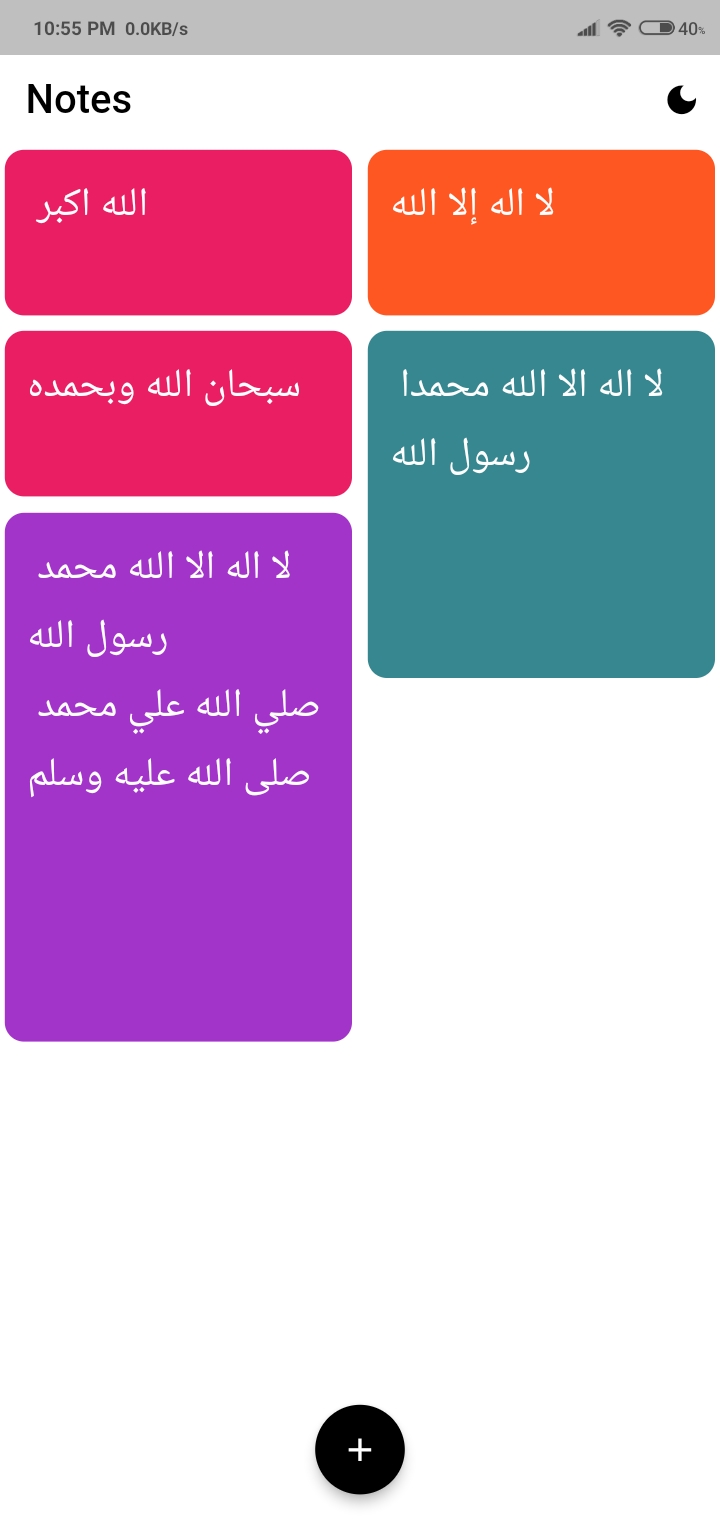 10:55 PM 0.0KB/s
40%
Notes
الله اكبر
لا اله إلا الله
سبحان الله وبحمده
لا اله الا الله محمدا
رسول الله
لا اله الا الله محمد
رسول الله
صلي الله علي محمد
صلى الله عليه وسلم